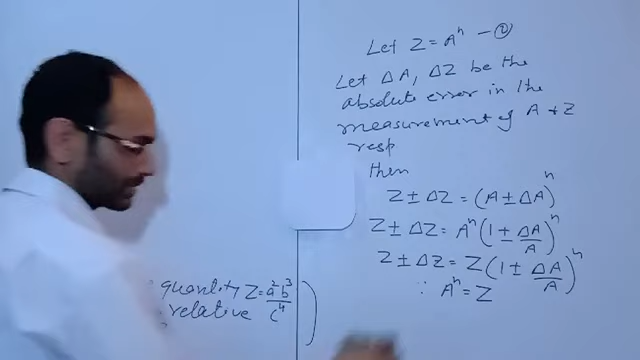 Let Z = Aⁿ — ①
Let ΔA, ΔZ be the
absolute error in the
measurement of A & Z
resp
then
Z ± ΔZ = (A ± ΔA)ⁿ
Z ± ΔZ = Aⁿ (1 ± ΔA/A)ⁿ
Z ± ΔZ = Z (1 ± ΔA/A)ⁿ
∵ Aⁿ = Z
quantity Z = a²b³/c⁴
relative